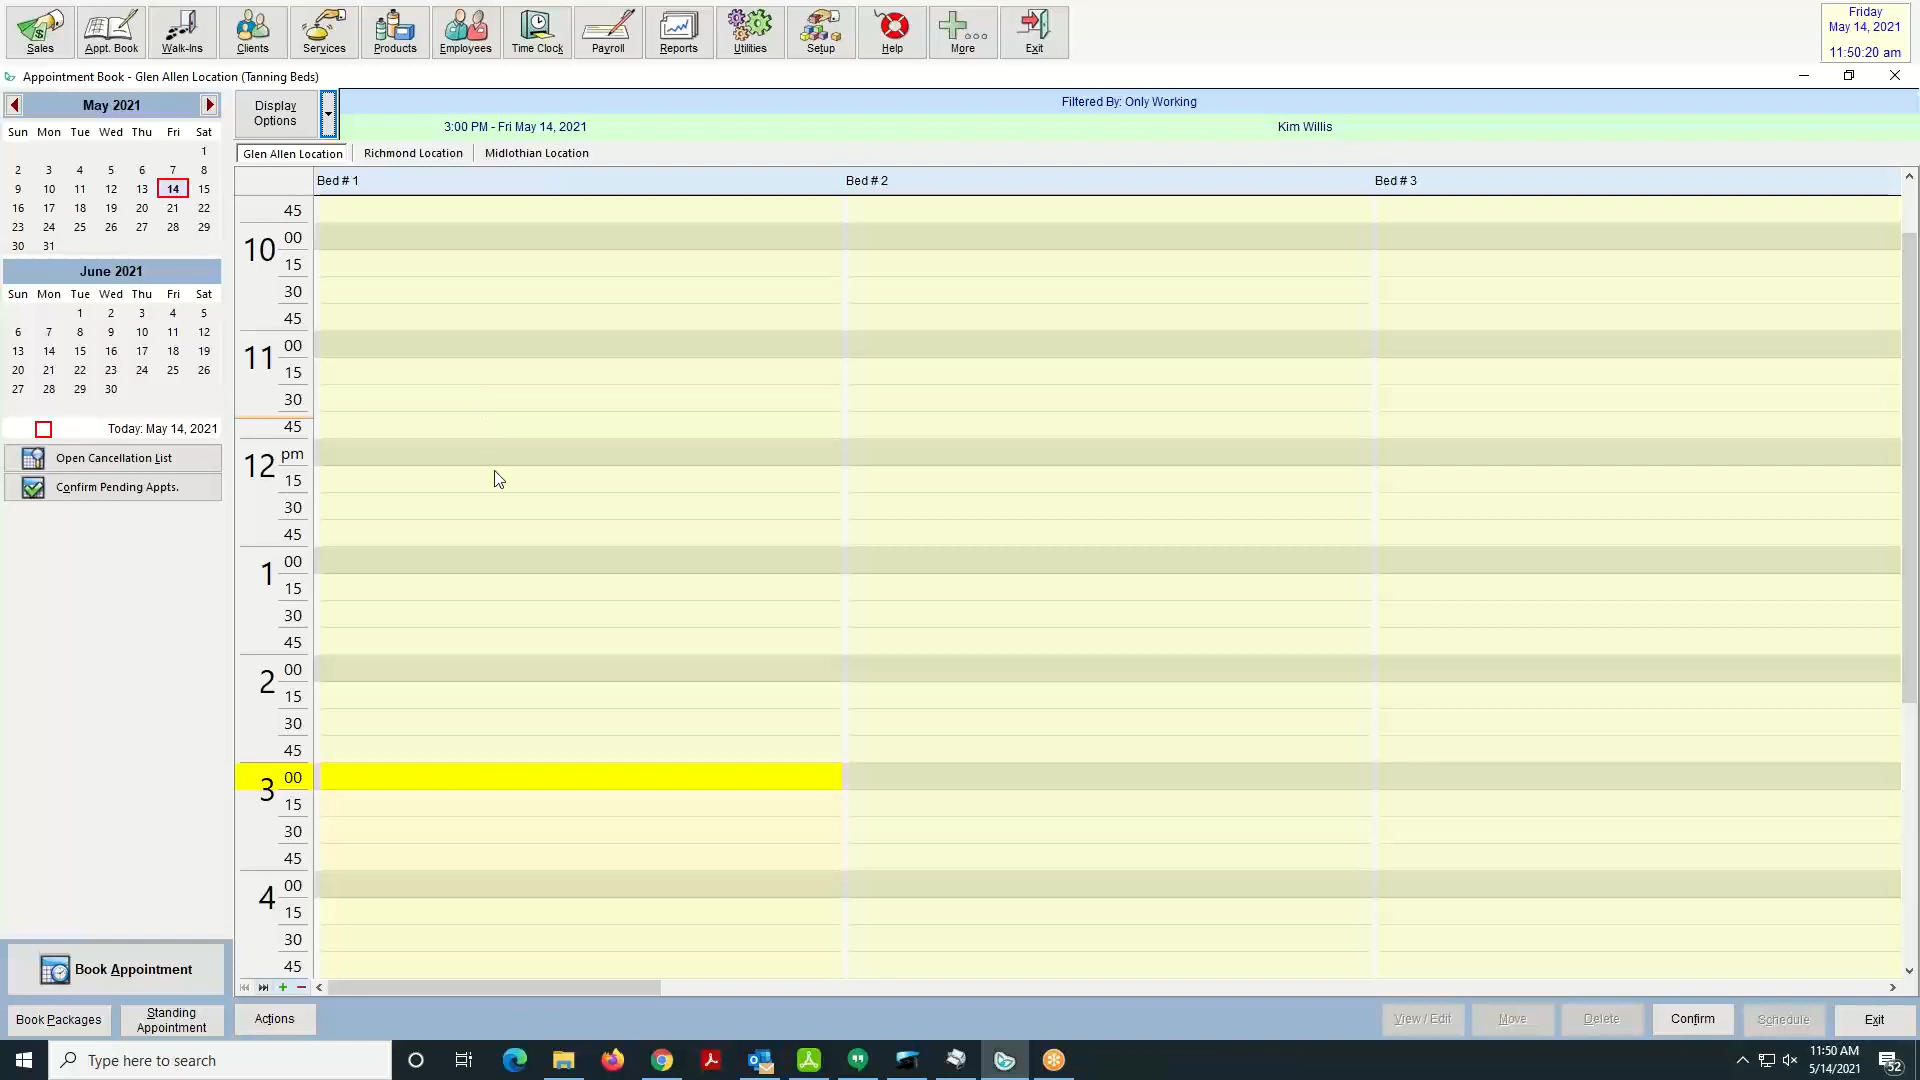 Sales
Appt. Book
Walk-Ins
Clients
Services
Products
Employees
Time Clock
Payroll
Reports
Utilities
Setup
Help
More
Exit
Friday
May 14, 2021
11:50:20 am
Appointment Book - Glen Allen Location (Tanning Beds)
May 2021
Sun Mon Tue Wed Thu Fri Sat
1
2 3 4 5 6 7 8
9 10 11 12 13 14 15
16 17 18 19 20 21 22
23 24 25 26 27 28 29
30 31
June 2021
Sun Mon Tue Wed Thu Fri Sat
1 2 3 4 5
6 7 8 9 10 11 12
13 14 15 16 17 18 19
20 21 22 23 24 25 26
27 28 29 30
Today: May 14, 2021
Open Cancellation List
Confirm Pending Appts.
Book Appointment
Book Packages
Standing
Appointment
Display
Options
Filtered By: Only Working
3:00 PM - Fri May 14, 2021
Kim Willis
Glen Allen Location
Richmond Location
Midlothian Location
Bed # 1
Bed # 2
Bed # 3
45
10 00
15
30
45
11 00
15
30
45
12 pm
15
30
45
1 00
15
30
45
2 00
15
30
45
3 00
15
30
45
4 00
15
30
45
Actions
View / Edit
Move
Delete
Confirm
Schedule
Exit
Type here to search
11:50 AM
5/14/2021
52